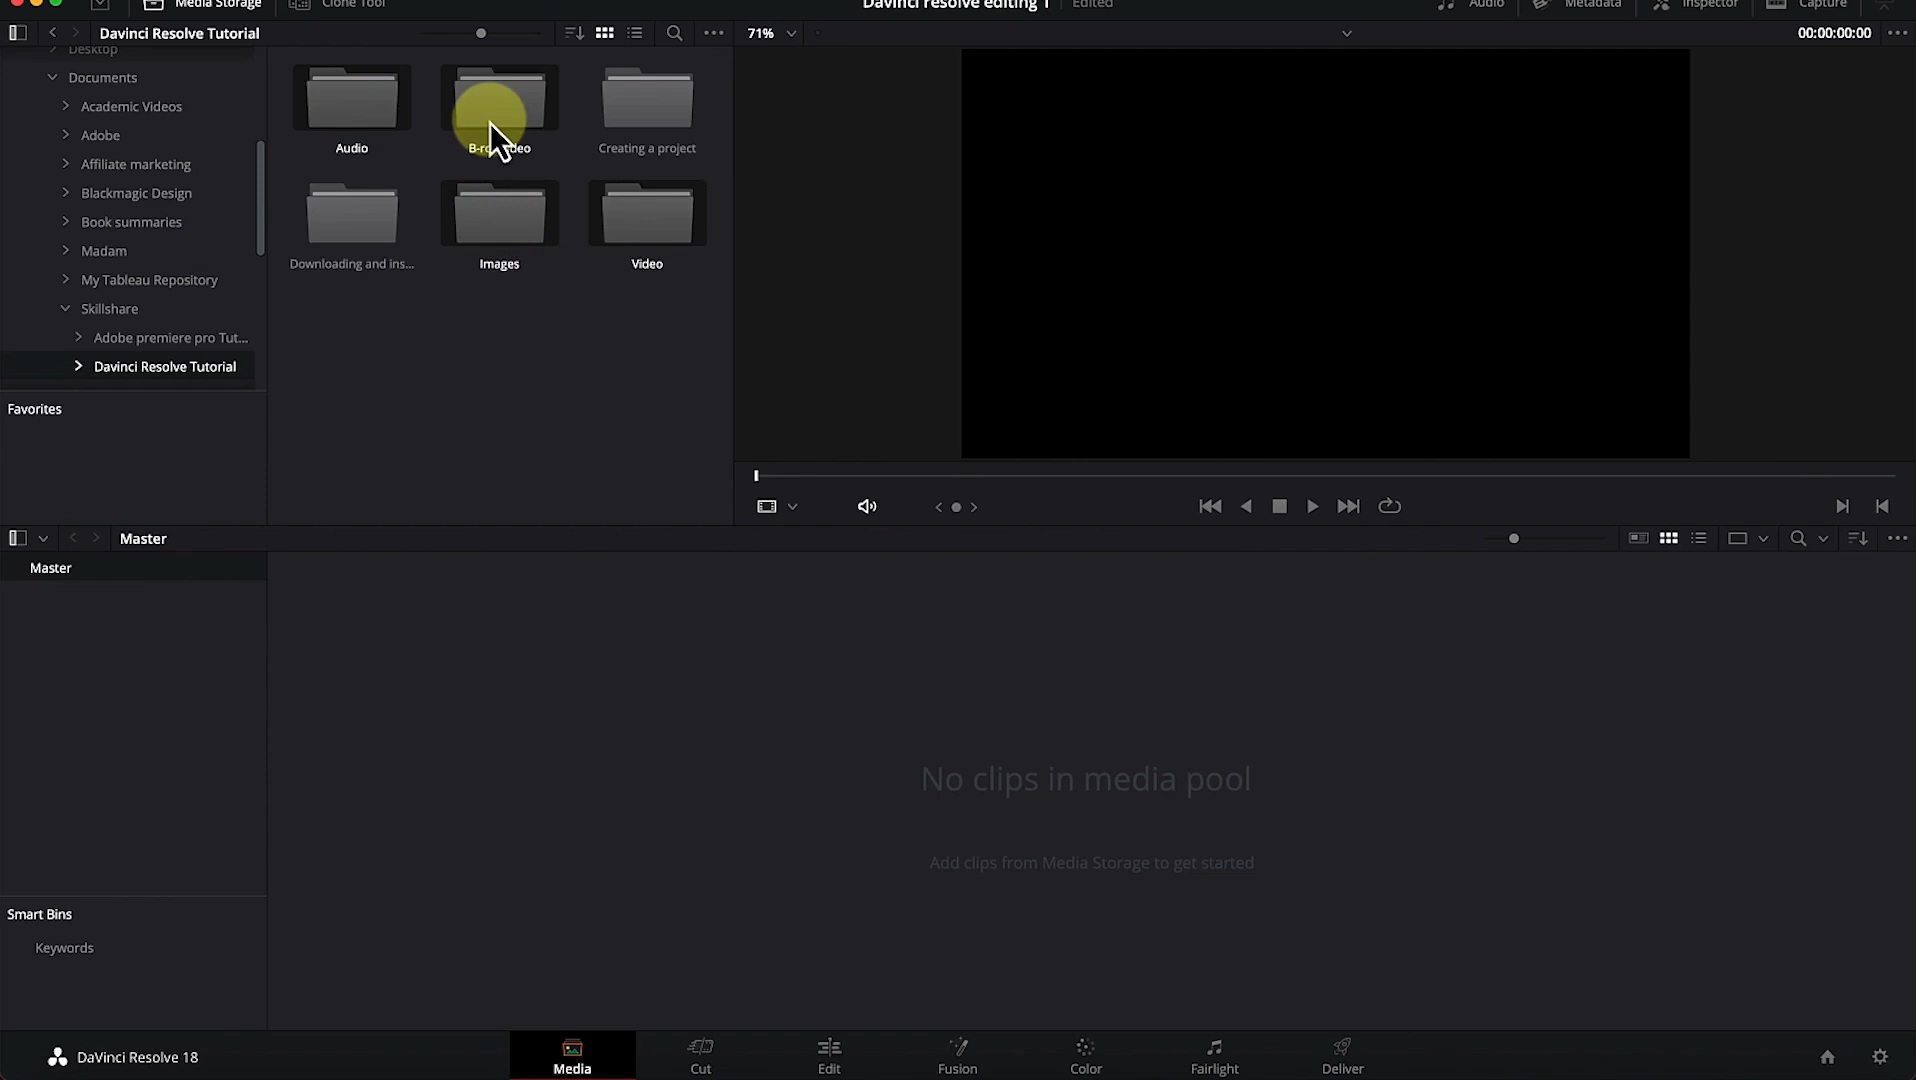 Media Storage
Clone Tool
Davinci resolve editing 1
Edited
Audio
Metadata
Inspector
Capture
Davinci Resolve Tutorial
71%
00:00:00:00
Desktop
Documents
Academic Videos
Adobe
Affiliate marketing
Blackmagic Design
Book summaries
Madam
My Tableau Repository
Skillshare
Adobe premiere pro Tut...
Davinci Resolve Tutorial
Favorites
Audio
Creating a project
Downloading and ins...
Images
Video
Master
Master
No clips in media pool
Add clips from Media Storage to get started
Smart Bins
Keywords
DaVinci Resolve 18
Media
Cut
Edit
Fusion
Color
Fairlight
Deliver